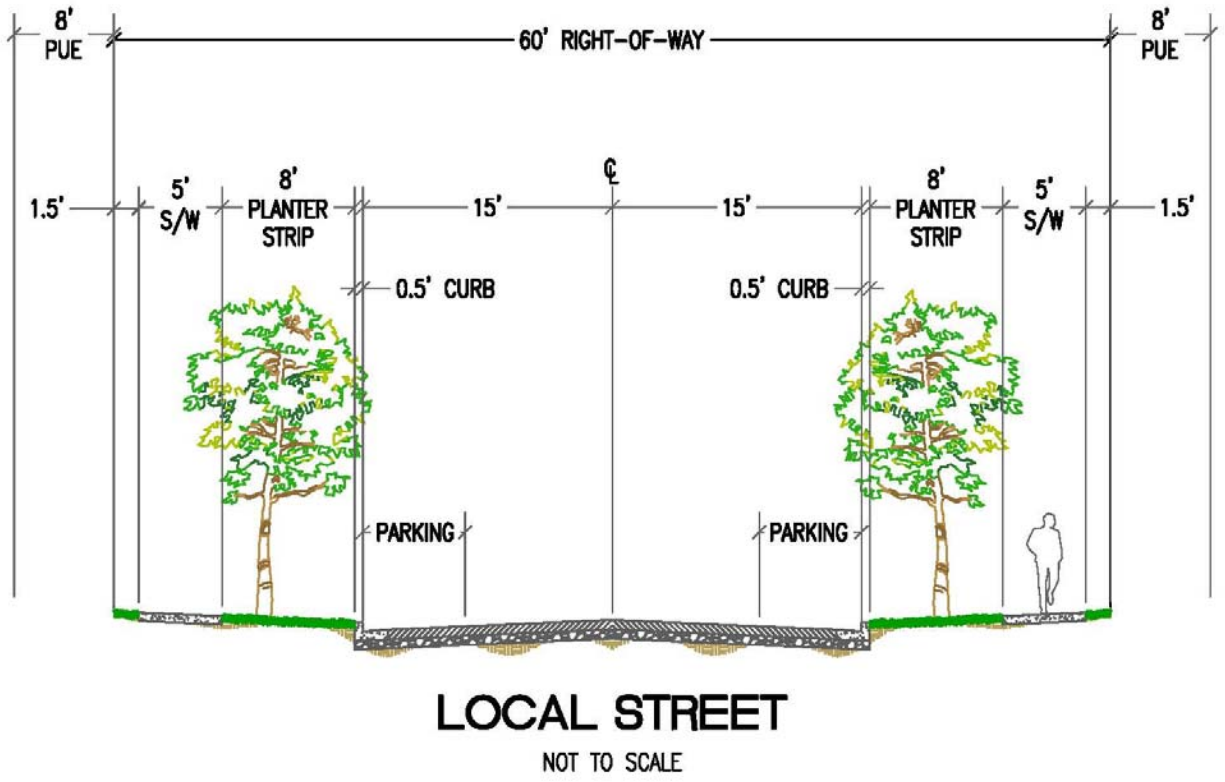 8'
PUE
60' RIGHT-OF-WAY
8'
PUE
℄
1.5'
5'
S/W
8'
PLANTER
STRIP
15'
15'
8'
PLANTER
STRIP
5'
S/W
1.5'
0.5' CURB
0.5' CURB
PARKING
PARKING
LOCAL STREET
NOT TO SCALE